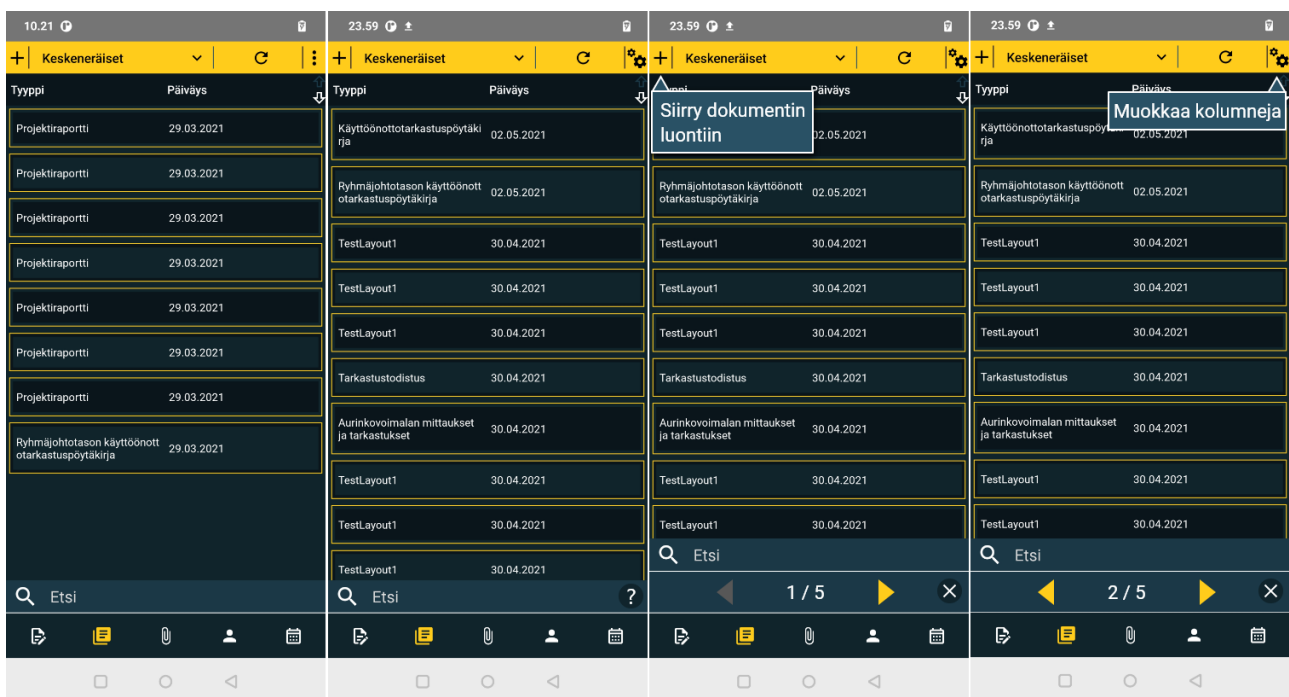 10.21
Keskeneräiset
Tyyppi Päiväys
Projektiraportti 29.03.2021
Projektiraportti 29.03.2021
Projektiraportti 29.03.2021
Projektiraportti 29.03.2021
Projektiraportti 29.03.2021
Projektiraportti 29.03.2021
Projektiraportti 29.03.2021
Ryhmäjohtotason käyttöönott
otarkastuspöytäkirja 29.03.2021
Etsi
23.59
Keskeneräiset
Tyyppi Päiväys
Käyttöönottotarkastuspöytäki
rja 02.05.2021
Ryhmäjohtotason käyttöönott
otarkastuspöytäkirja 02.05.2021
TestLayout1 30.04.2021
TestLayout1 30.04.2021
TestLayout1 30.04.2021
Tarkastustodistus 30.04.2021
Aurinkovoimalan mittaukset
ja tarkastukset 30.04.2021
TestLayout1 30.04.2021
TestLayout1 30.04.2021
TestLayout1 30.04.2021
Etsi ?
23.59
Keskeneräiset
Päiväys
Siirry dokumentin
luontiin
02.05.2021
Ryhmäjohtotason käyttöönott
otarkastuspöytäkirja 02.05.2021
TestLayout1 30.04.2021
TestLayout1 30.04.2021
TestLayout1 30.04.2021
Tarkastustodistus 30.04.2021
Aurinkovoimalan mittaukset
ja tarkastukset 30.04.2021
TestLayout1 30.04.2021
TestLayout1 30.04.2021
Etsi
1 / 5
23.59
Keskeneräiset
Tyyppi Päiväys
Muokkaa kolumneja
Käyttöönottotarkastuspöy
rja 02.05.2021
Ryhmäjohtotason käyttöönott
otarkastuspöytäkirja 02.05.2021
TestLayout1 30.04.2021
TestLayout1 30.04.2021
TestLayout1 30.04.2021
Tarkastustodistus 30.04.2021
Aurinkovoimalan mittaukset
ja tarkastukset 30.04.2021
TestLayout1 30.04.2021
TestLayout1 30.04.2021
Etsi
2 / 5